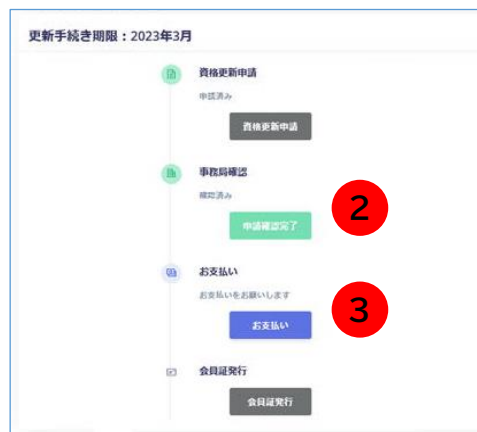 更新手続き期限：2023年3月
資格更新申請
申請済み
資格更新申請
事務局確認
確認済み
申請確認完了
2
お支払い
お支払いをお願いします
お支払い
3
会員証発行
会員証発行